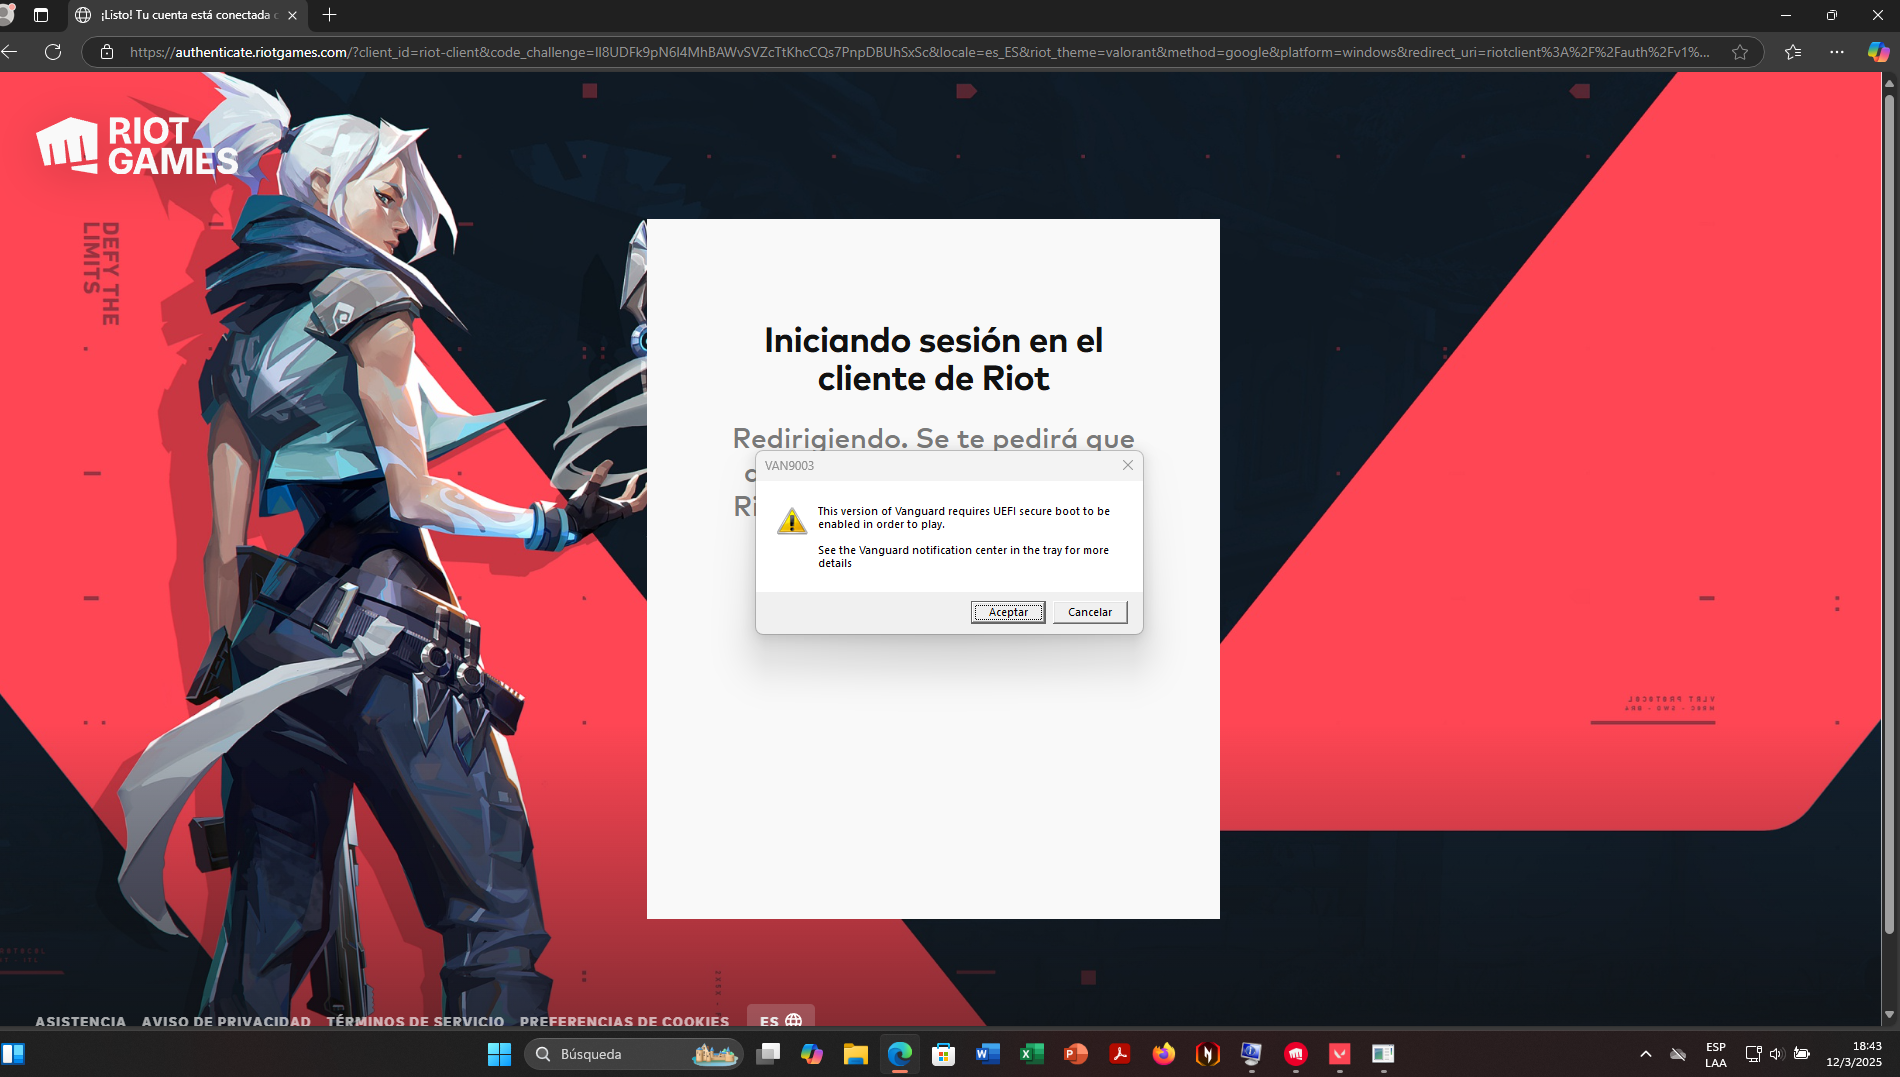 ¡Listo! Tu cuenta está conectada c
https://authenticate.riotgames.com/?client_id=riot-client&code_challenge=Il8UDFk9pN6l4MhBAWvSVZcTtKhcCQs7PnpDBUhSxSc&locale=es_ES&riot_theme=valorant&method=google&platform=windows&redirect_uri=riotclient%3A%2F%2Fauth%2Fv1%...
RIOT
GAMES
DEFY THE
LIMITS
Iniciando sesión en el
cliente de Riot
Redirigiendo. Se te pedirá que
VAN9003
This version of Vanguard requires UEFI secure boot to be
enabled in order to play.
See the Vanguard notification center in the tray for more
details
Aceptar Cancelar
VLRT PROTOCOL
ASISTENCIA AVISO DE PRIVACIDAD TÉRMINOS DE SERVICIO PREFERENCIAS DE COOKIES ES
Búsqueda
ESP
LAA
18:43
12/3/2025